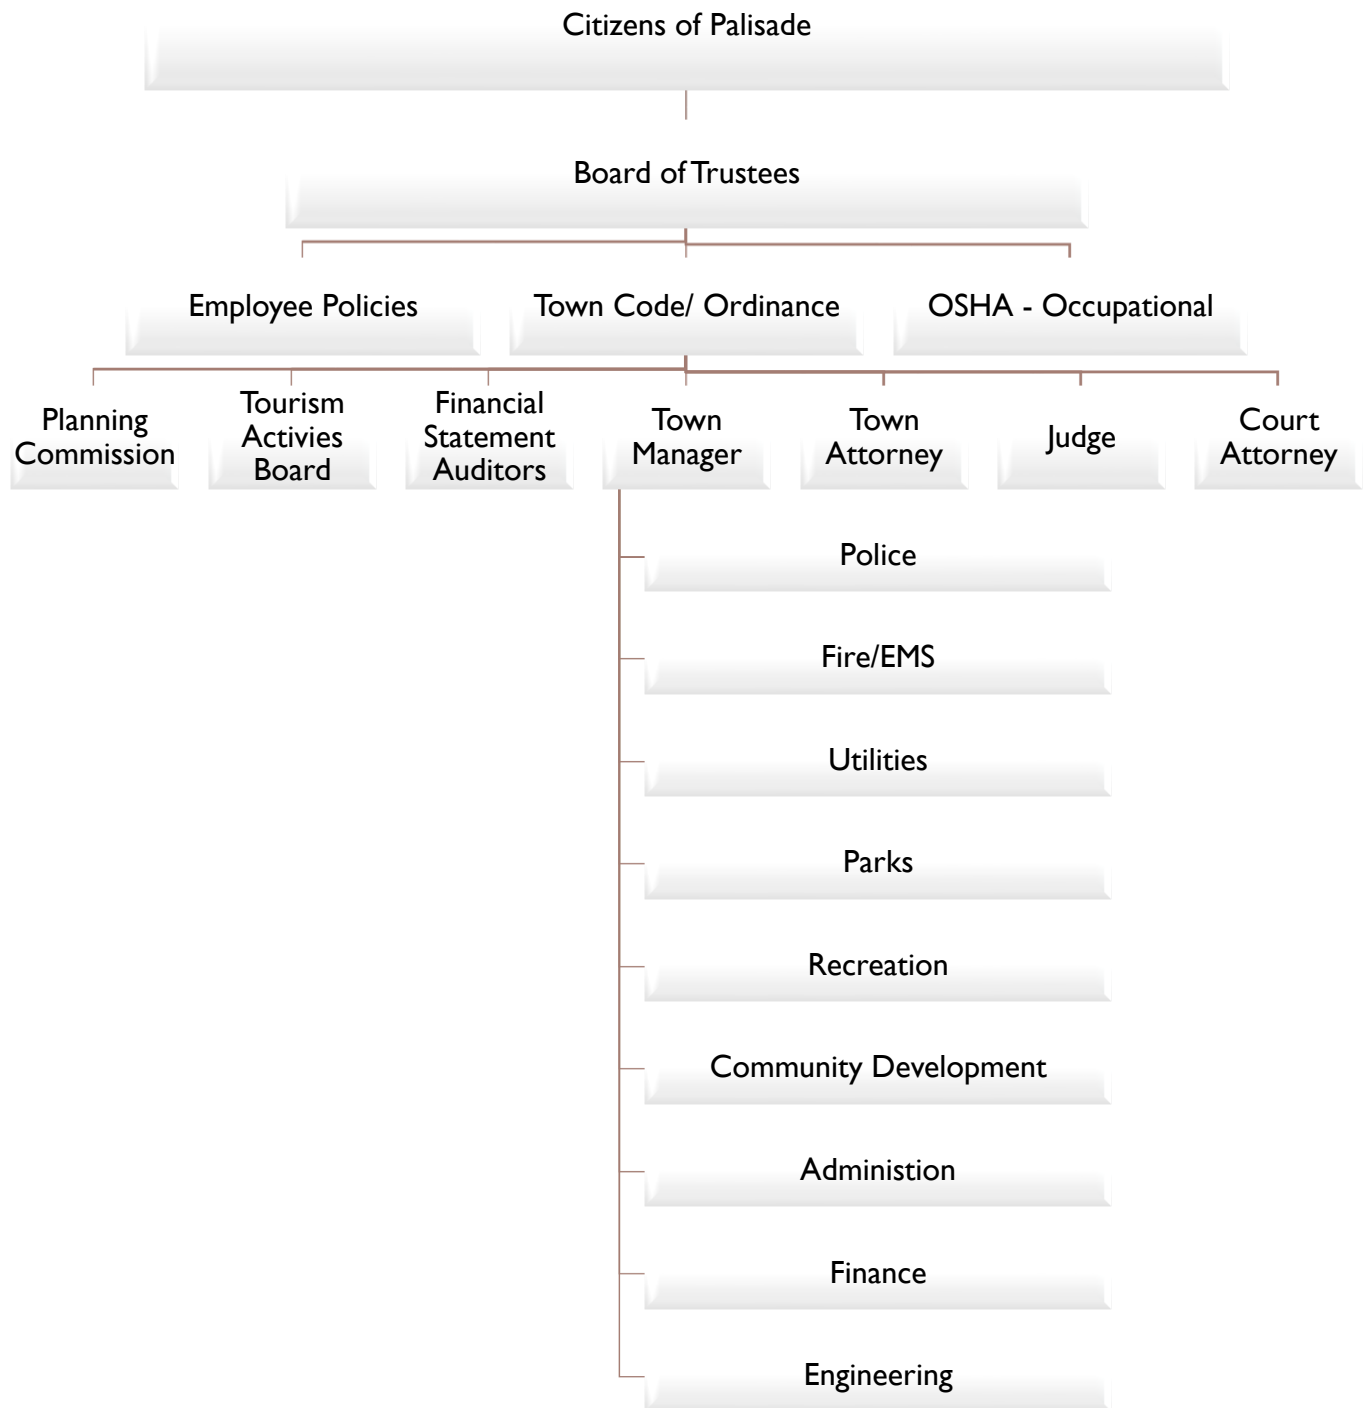 Citizens of Palisade
Board of Trustees
Employee Policies
Town Code/ Ordinance
OSHA - Occupational
Planning
Commission
Tourism
Activies
Board
Financial
Statement
Auditors
Town
Manager
Town
Attorney
Judge
Court
Attorney
Police
Fire/EMS
Utilities
Parks
Recreation
Community Development
Administion
Finance
Engineering